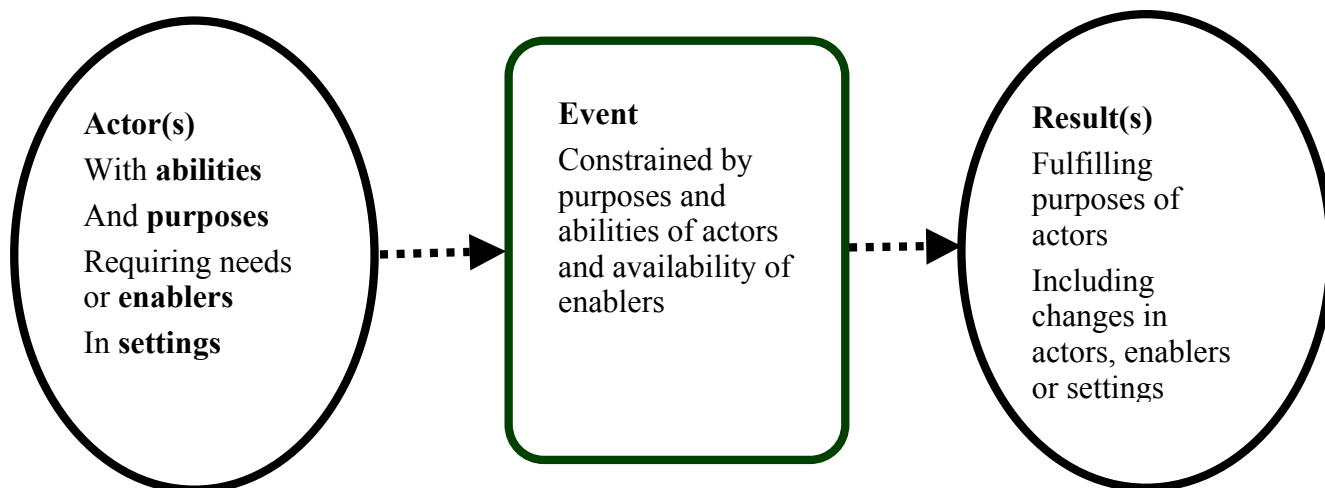 Actor(s)
With abilities
And purposes
Requiring needs
or enablers
In settings
Event
Constrained by
purposes and
abilities of actors
and availability of
enablers
Result(s)
Fulfilling
purposes of
actors
Including
changes in
actors, enablers
or settings